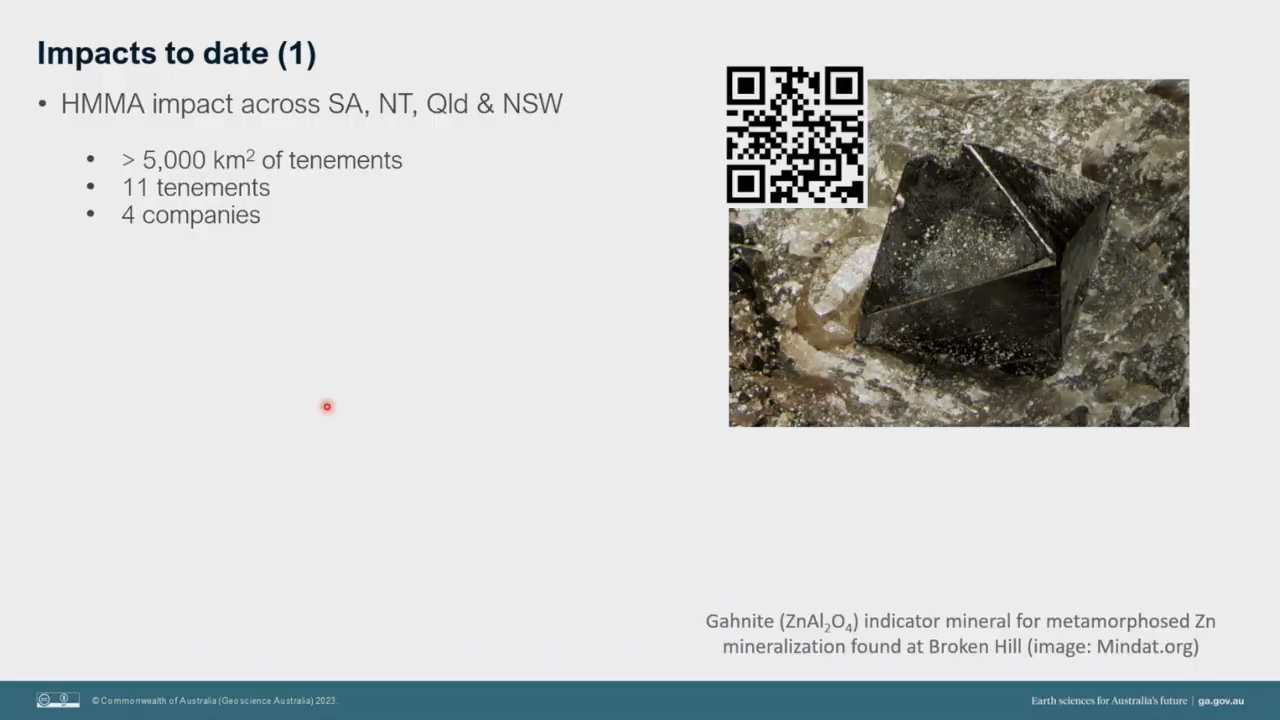 Impacts to date (1)
• HMMA impact across SA, NT, Qld & NSW
• > 5,000 km² of tenements
• 11 tenements
• 4 companies
Gahnite (ZnAl₂O₄) indicator mineral for metamorphosed Zn
mineralization found at Broken Hill (image: Mindat.org)
© Commonwealth of Australia (Geoscience Australia) 2023.
Earth sciences for Australia's future | ga.gov.au